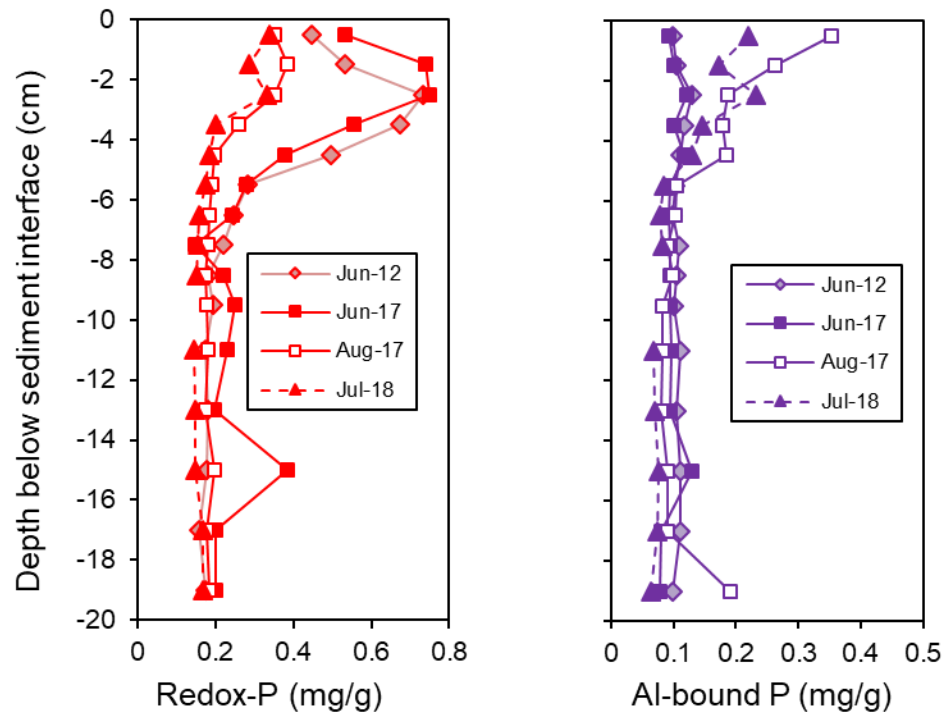 Depth below sediment interface (cm)
0
-2
-4
-6
-8
-10
-12
-14
-16
-18
-20
Jun-12
Jun-17
Aug-17
Jul-18
0 0.2 0.4 0.6 0.8
Redox-P (mg/g)
Jun-12
Jun-17
Aug-17
Jul-18
0 0.1 0.2 0.3 0.4 0.5
Al-bound P (mg/g)